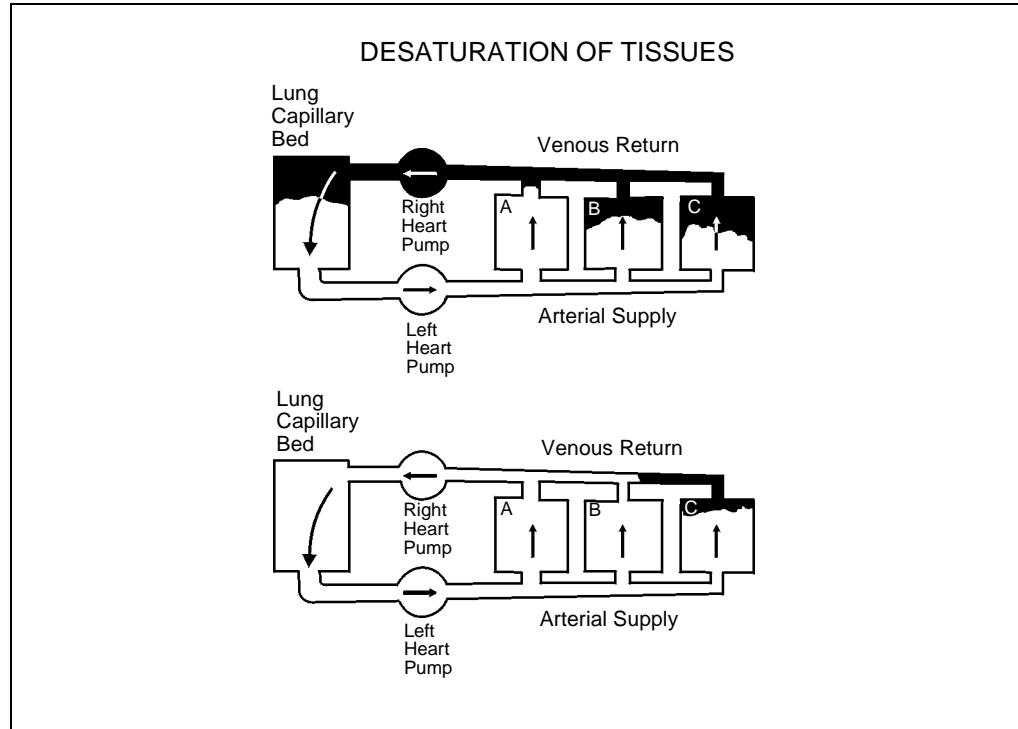 DESATURATION OF TISSUES
Lung
Capillary
Bed
Venous Return
Right
Heart
Pump
A
B
C
Left
Heart
Pump
Arterial Supply
Lung
Capillary
Bed
Venous Return
Right
Heart
Pump
A
B
C
Left
Heart
Pump
Arterial Supply